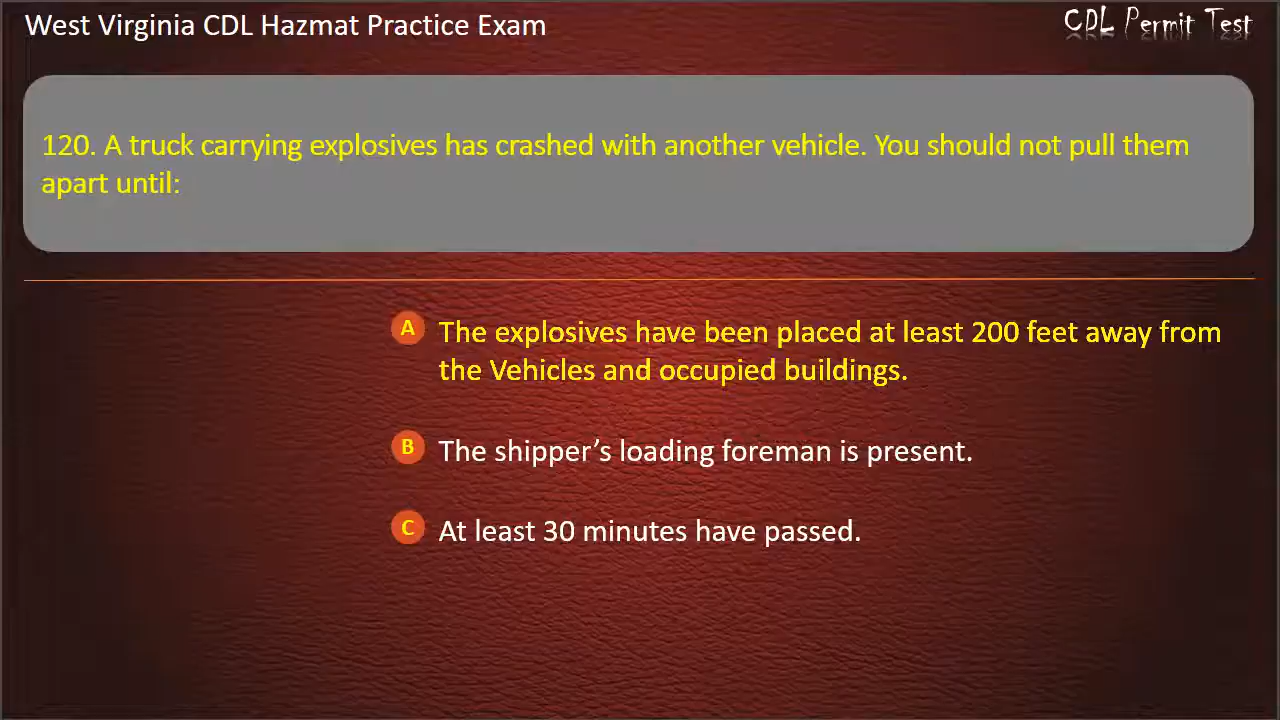 West Virginia CDL Hazmat Practice Exam
CDL Permit Test
120. A truck carrying explosives has crashed with another vehicle. You should not pull them
apart until:
A The explosives have been placed at least 200 feet away from
the Vehicles and occupied buildings.
B The shipper’s loading foreman is present.
C At least 30 minutes have passed.